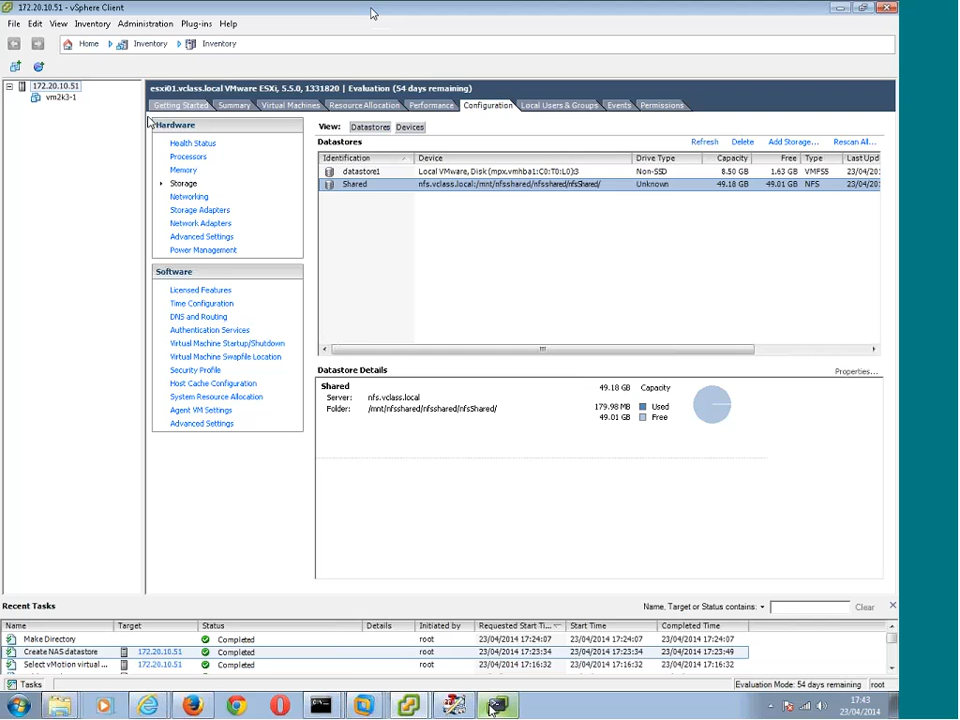 172.20.10.51 - vSphere Client
File Edit View Inventory Administration Plug-ins Help
Home Inventory Inventory
172.20.10.51
vm2k3-1
esxi01.vclass.local VMware ESXi, 5.5.0, 1331820 | Evaluation (54 days remaining)
Getting Started Summary Virtual Machines Resource Allocation Performance Configuration Local Users & Groups Events Permissions
Hardware
Health Status
Processors
Memory
Storage
Networking
Storage Adapters
Network Adapters
Advanced Settings
Power Management
Software
Licensed Features
Time Configuration
DNS and Routing
Authentication Services
Virtual Machine Startup/Shutdown
Virtual Machine Swapfile Location
Security Profile
Host Cache Configuration
System Resource Allocation
Agent VM Settings
Advanced Settings
View: Datastores Devices
Datastores
Refresh Delete Add Storage... Rescan All...
Identification Device Drive Type Capacity Free Type Last Upd
datastore1 Local VMware, Disk (mpx.vmhba1:C0:T0:L0):3 Non-SSD 8.50 GB 1.63 GB VMFS5 23/04/20
Shared nfs.vclass.local:/mnt/nfsshared/nfsshared/nfsShared/ Unknown 49.18 GB 49.01 GB NFS 23/04/20
Datastore Details
Properties...
Shared 49.18 GB Capacity
Server: nfs.vclass.local
Folder: /mnt/nfsshared/nfsshared/nfsShared/
179.98 MB Used
49.01 GB Free
Recent Tasks
Name, Target or Status contains: Clear
Name Target Status Details Initiated by Requested Start Ti... Start Time Completed Time
Make Directory Completed root 23/04/2014 17:24:07 23/04/2014 17:24:07 23/04/2014 17:24:07
Create NAS datastore 172.20.10.51 Completed root 23/04/2014 17:23:34 23/04/2014 17:23:34 23/04/2014 17:23:49
Select vMotion virtual ... 172.20.10.51 Completed root 23/04/2014 17:16:32 23/04/2014 17:16:32 23/04/2014 17:16:32
Tasks
Evaluation Mode: 54 days remaining root
17:43
23/04/2014